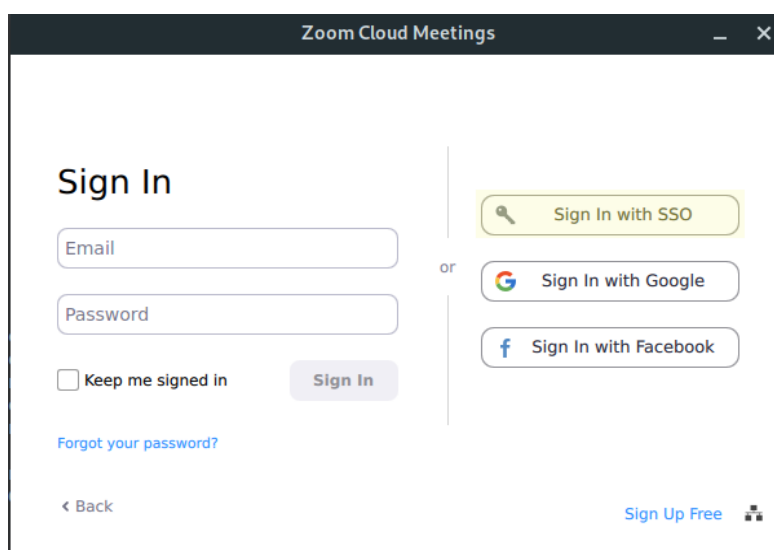 Zoom Cloud Meetings
Sign In
Email
Password
Keep me signed in
Sign In
Forgot your password?
Back
or
Sign In with SSO
Sign In with Google
Sign In with Facebook
Sign Up Free